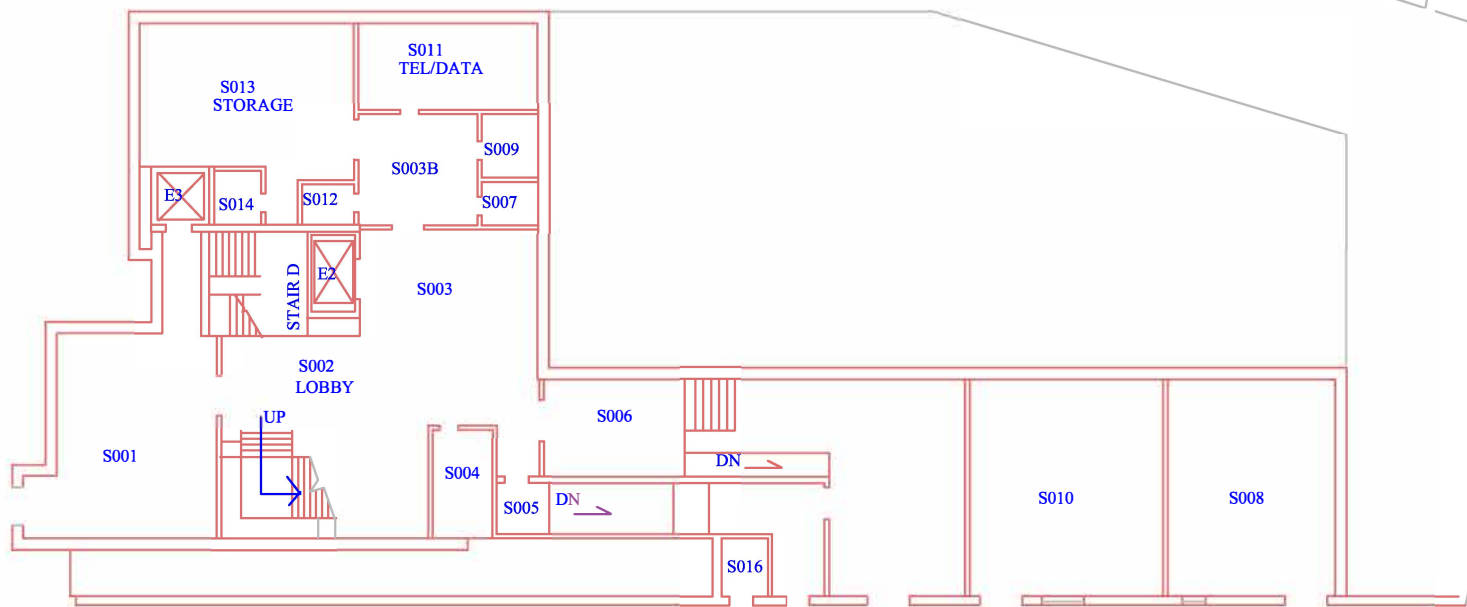 S011
TEL/DATA
S013
STORAGE
S009
S003B
E3
S014
S012
S007
STAIR D
E2
S003
S002
LOBBY
UP
S006
S001
S004
DN
S005
DN
S010
S008
S016